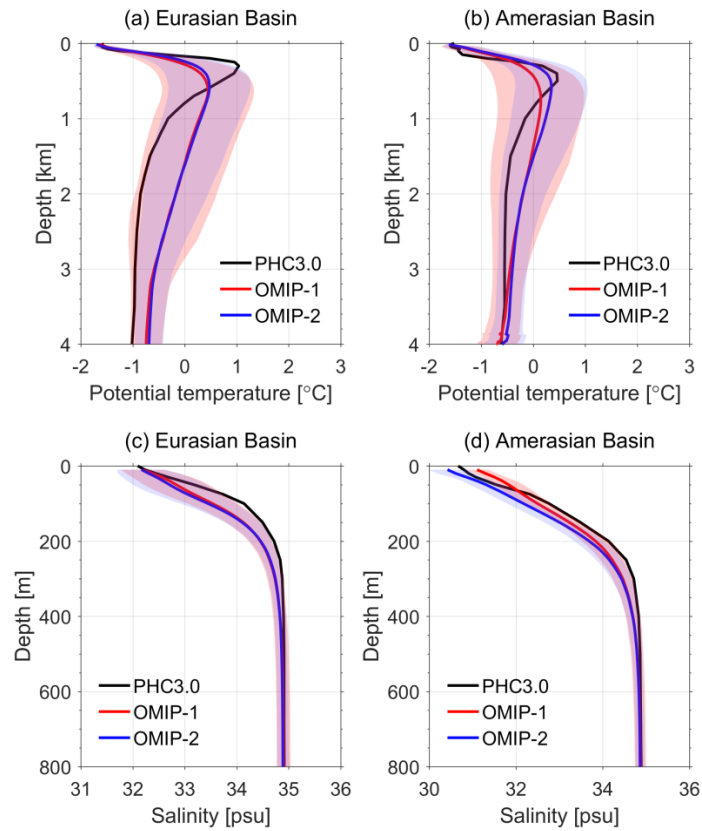 (a) Eurasian Basin
(b) Amerasian Basin
0
1
2
3
4
Depth [km]
PHC3.0
OMIP-1
OMIP-2
-2 -1 0 1 2 3
Potential temperature [°C]
0
1
2
3
4
Depth [km]
PHC3.0
OMIP-1
OMIP-2
-2 -1 0 1 2 3
Potential temperature [°C]
(c) Eurasian Basin
(d) Amerasian Basin
0
200
400
600
800
Depth [m]
PHC3.0
OMIP-1
OMIP-2
31 32 33 34 35 36
Salinity [psu]
0
200
400
600
800
Depth [m]
PHC3.0
OMIP-1
OMIP-2
30 32 34 36
Salinity [psu]